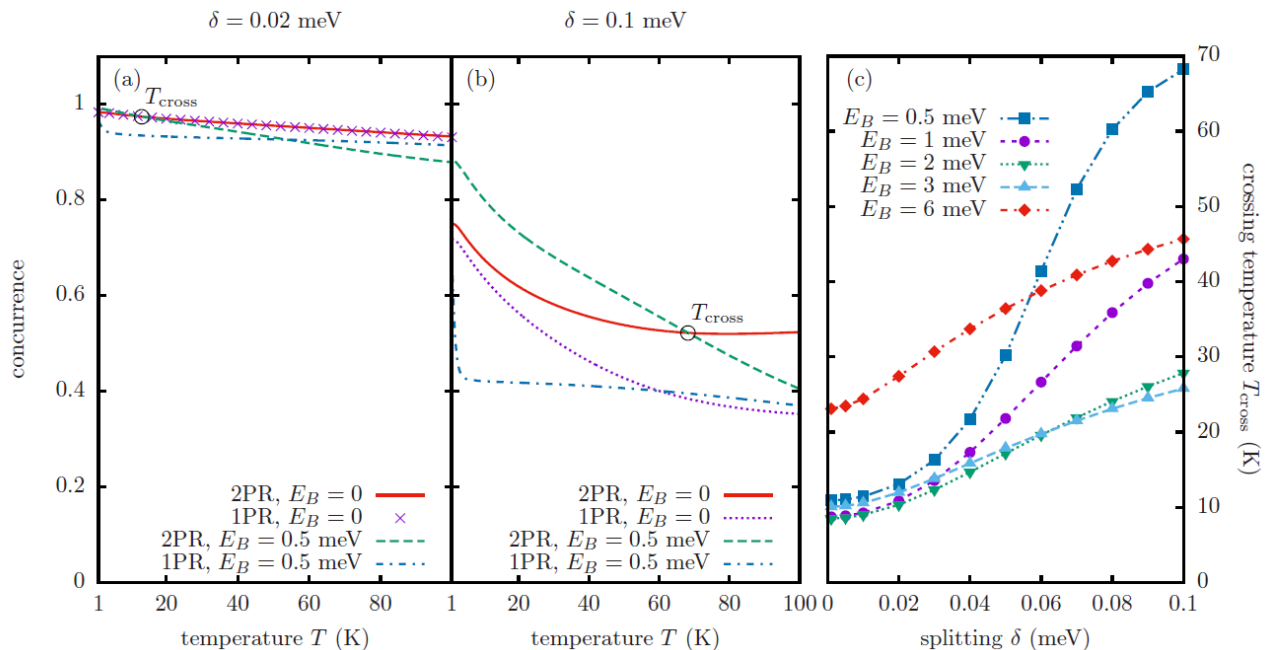 δ = 0.02 meV
δ = 0.1 meV
(a)
T_cross
concurrence
1
0.8
0.6
0.4
0.2
0
2PR, E_B = 0
1PR, E_B = 0
2PR, E_B = 0.5 meV
1PR, E_B = 0.5 meV
1 20 40 60 80
temperature T (K)
(b)
T_cross
2PR, E_B = 0
1PR, E_B = 0
2PR, E_B = 0.5 meV
1PR, E_B = 0.5 meV
1 20 40 60 80 100
temperature T (K)
(c)
E_B = 0.5 meV
E_B = 1 meV
E_B = 2 meV
E_B = 3 meV
E_B = 6 meV
70
60
50
40
30
20
10
0
crossing temperature T_cross (K)
0 0.02 0.04 0.06 0.08 0.1
splitting δ (meV)